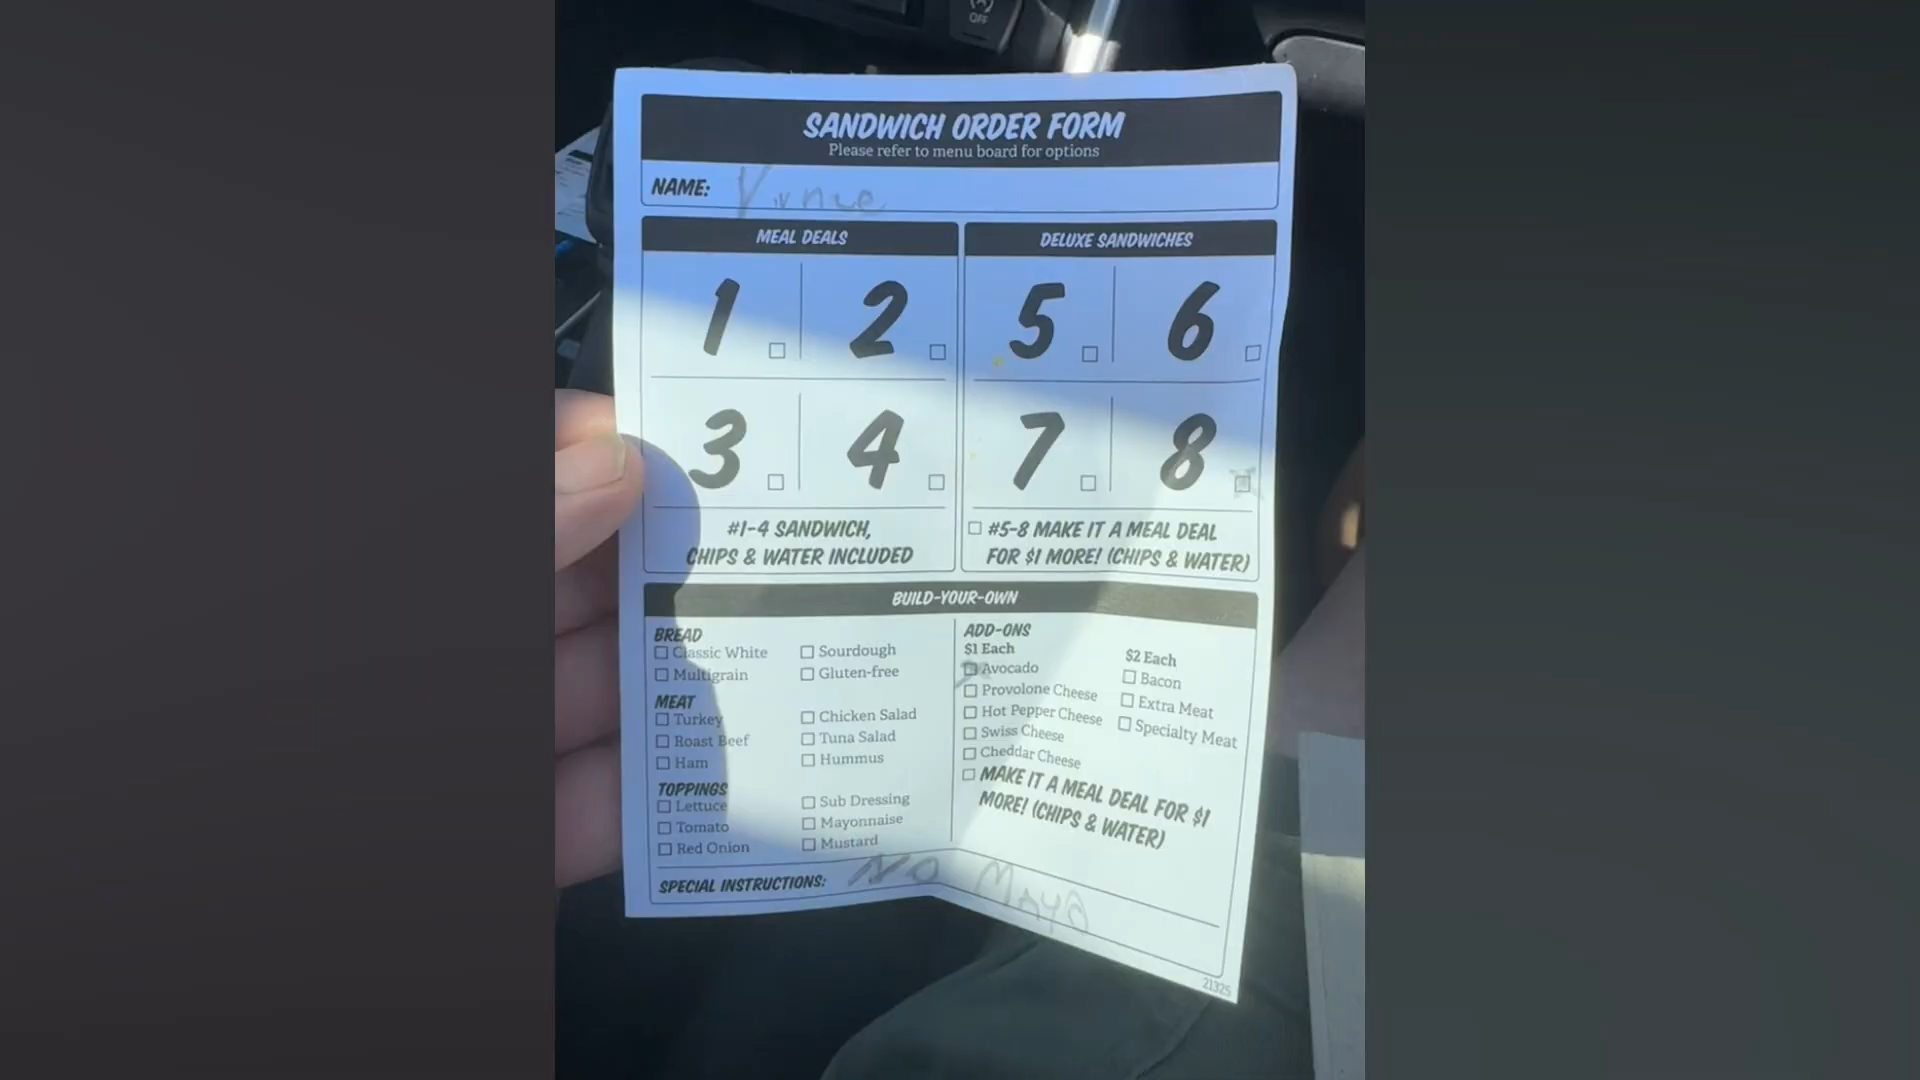 OFF
SANDWICH ORDER FORM
Please refer to menu board for options
NAME:
MEAL DEALS
1 2
3 4
#1-4 SANDWICH,
CHIPS & WATER INCLUDED
DELUXE SANDWICHES
5 6
7 8
#5-8 MAKE IT A MEAL DEAL
FOR $1 MORE! (CHIPS & WATER)
BUILD-YOUR-OWN
BREAD
Classic White Sourdough
Multigrain Gluten-free
MEAT
Turkey Chicken Salad
Roast Beef Tuna Salad
Ham Hummus
TOPPINGS
Lettuce Sub Dressing
Tomato Mayonnaise
Red Onion Mustard
ADD-ONS
$1 Each
Avocado
Provolone Cheese
Hot Pepper Cheese
Swiss Cheese
Cheddar Cheese
$2 Each
Bacon
Extra Meat
Specialty Meat
MAKE IT A MEAL DEAL FOR $1
MORE! (CHIPS & WATER)
SPECIAL INSTRUCTIONS: NO MAYO
21325